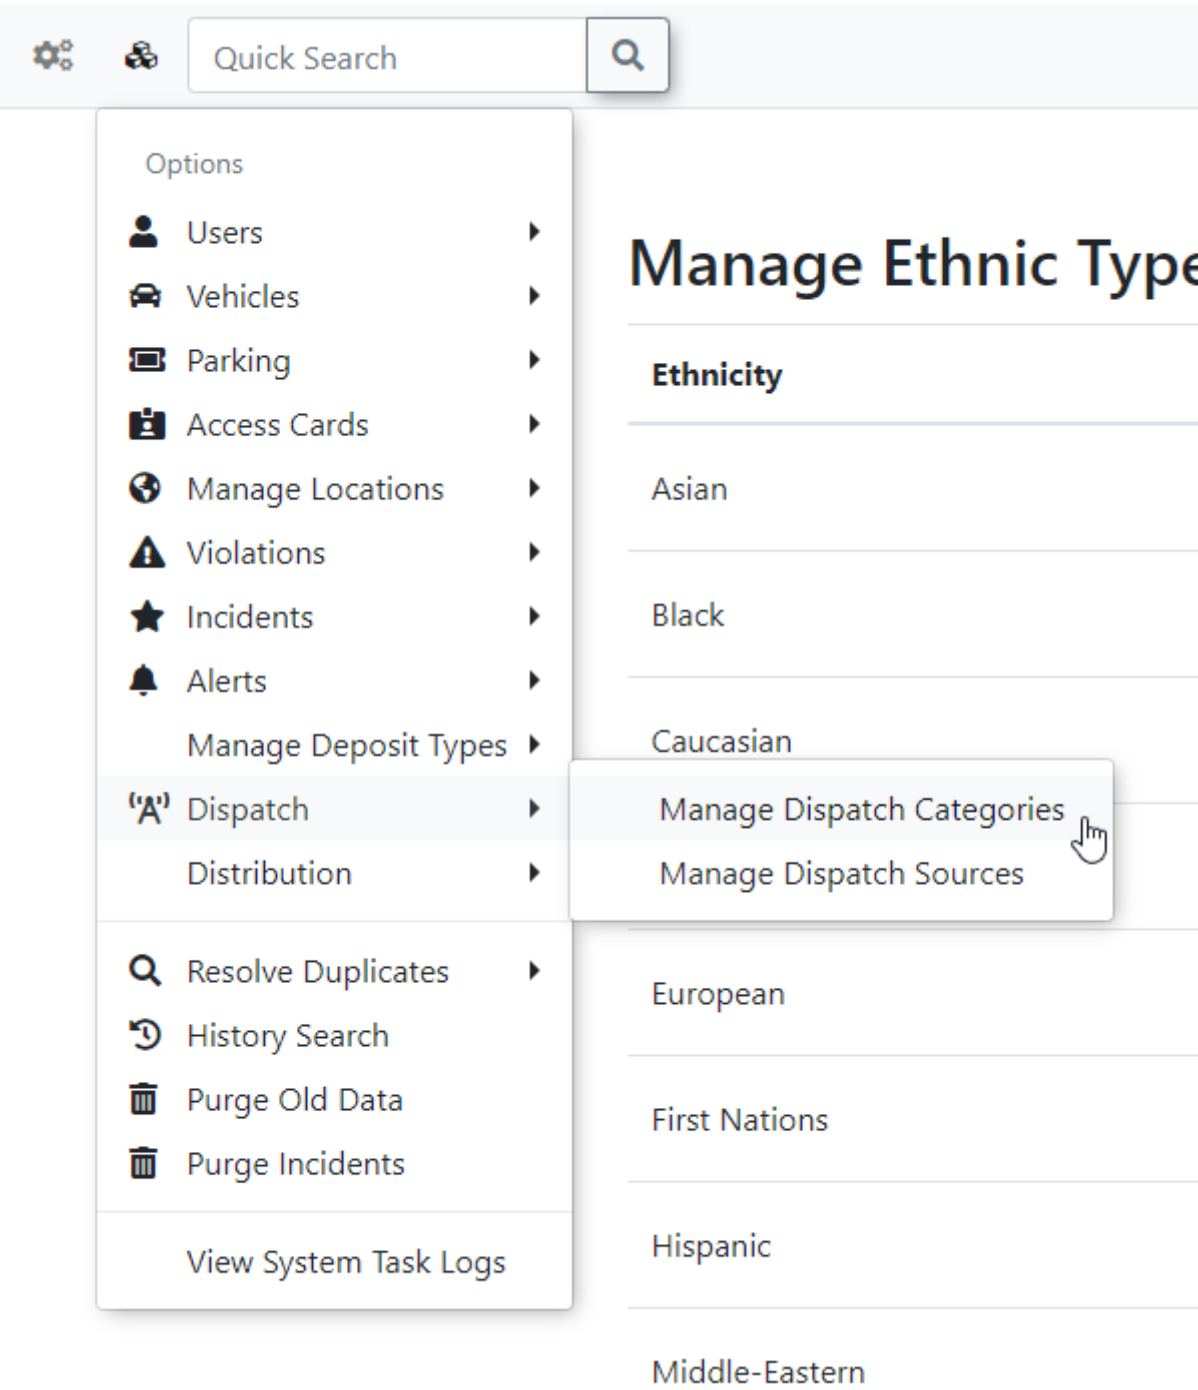 Quick Search
Options
Users
Vehicles
Parking
Access Cards
Manage Locations
Violations
Incidents
Alerts
Manage Deposit Types
Dispatch
Distribution
Resolve Duplicates
History Search
Purge Old Data
Purge Incidents
View System Task Logs
Manage Dispatch Categories
Manage Dispatch Sources
Manage Ethnic Type
Ethnicity
Asian
Black
Caucasian
European
First Nations
Hispanic
Middle-Eastern